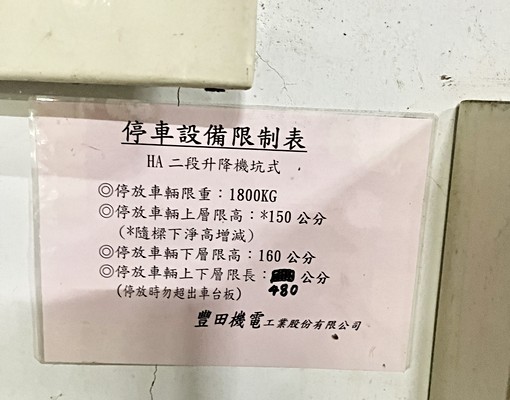 停車設備限制表
HA 二段升降機坑式
◎停放車輛限重：1800KG
◎停放車輛上層限高：*150 公分
(*隨樑下淨高增減)
◎停放車輛下層限高：160 公分
◎停放車輛上下層限長：公分
480
(停放時勿超出車台板)
豐田機電工業股份有限公司